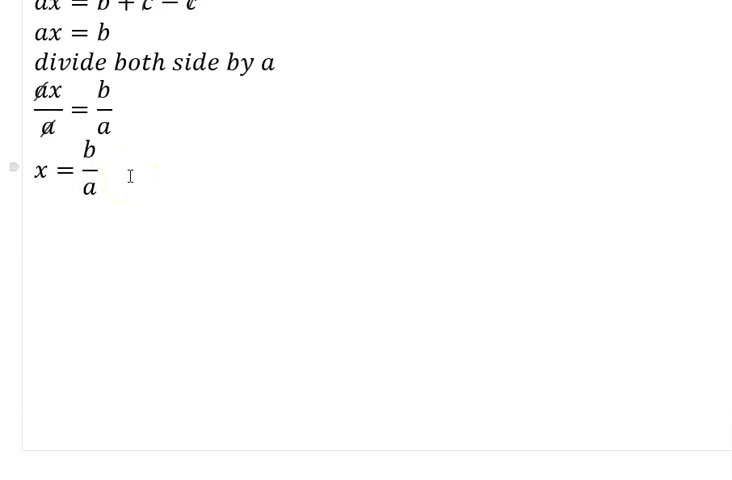 ax = b + c − c
ax = b
divide both side by a
ax/a = b/a
x = b/a